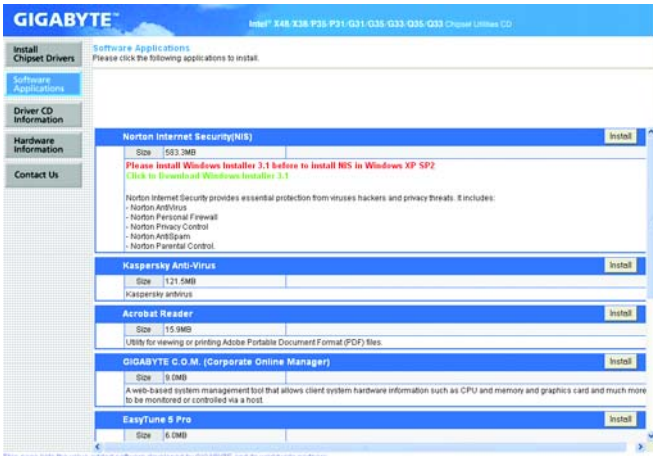 GIGABYTE™
Intel® X48/X38/P35/P31/G31/G35/G33/Q35/Q33 Chipset Utilities CD
Install
Chipset Drivers
Software
Applications
Driver CD
Information
Hardware
Information
Contact Us
Software Applications
Please click the following applications to install.
Norton Internet Security(NIS)
Install
Size 583.3MB
Please install Windows Installer 3.1 before to install NIS in Windows XP SP2
Click to Download Windows Installer 3.1
Norton Internet Security provides essential protection from viruses hackers and privacy threats. It includes:
- Norton AntiVirus
- Norton Personal Firewall
- Norton Privacy Control
- Norton AntiSpam
- Norton Parental Control.
Kaspersky Anti-Virus
Install
Size 121.5MB
Kaspersky antivirus
Acrobat Reader
Install
Size 15.9MB
Utility for viewing or printing Adobe Portable Document Format (PDF) files.
GIGABYTE C.O.M. (Corporate Online Manager)
Install
Size 9.0MB
A web-based system management tool that allows client system hardware information such as CPU and memory and graphics card and much more
to be monitored or controlled via a host
EasyTune 5 Pro
Install
Size 6.0MB